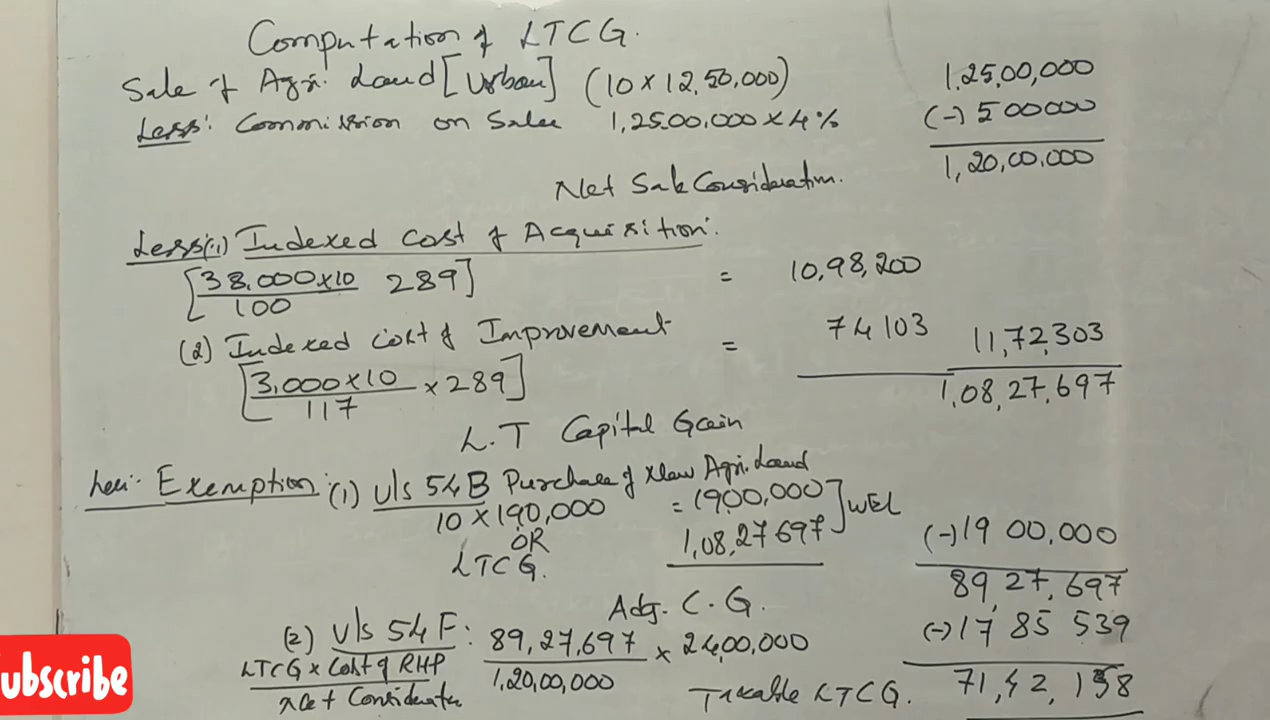 Computation of LTCG.
Sale of Agri. Land [Urban] (10 x 12,50,000) 1,25,00,000
Less: Commission on Sales 1,25,00,000 x 4% (-) 500000
Net Sale Consideration. 1,20,00,000
Less: (1) Indexed Cost of Acquisition:
[38,000x10 289] = 10,98,200
100
(2) Indexed Cost of Improvement = 74103 11,72,303
[3,000x10 x 289] 1,08,27,697
117
L.T Capital Gain
Less: Exemption: (1) U/s 54B Purchase of New Agri. Land
10 x 190,000 = 1900,000] WEL
OR 1,08,27697 (-) 19 00,000
LTCG. 89,27,697
Adj. C.G.
(2) U/s 54F: 89,27,697 x 2400,000 (-) 17 85 539
LTCG x Cost of RHP 1,20,00,000
Net Consideration Taxable LTCG. 71,42,158
ubscribe